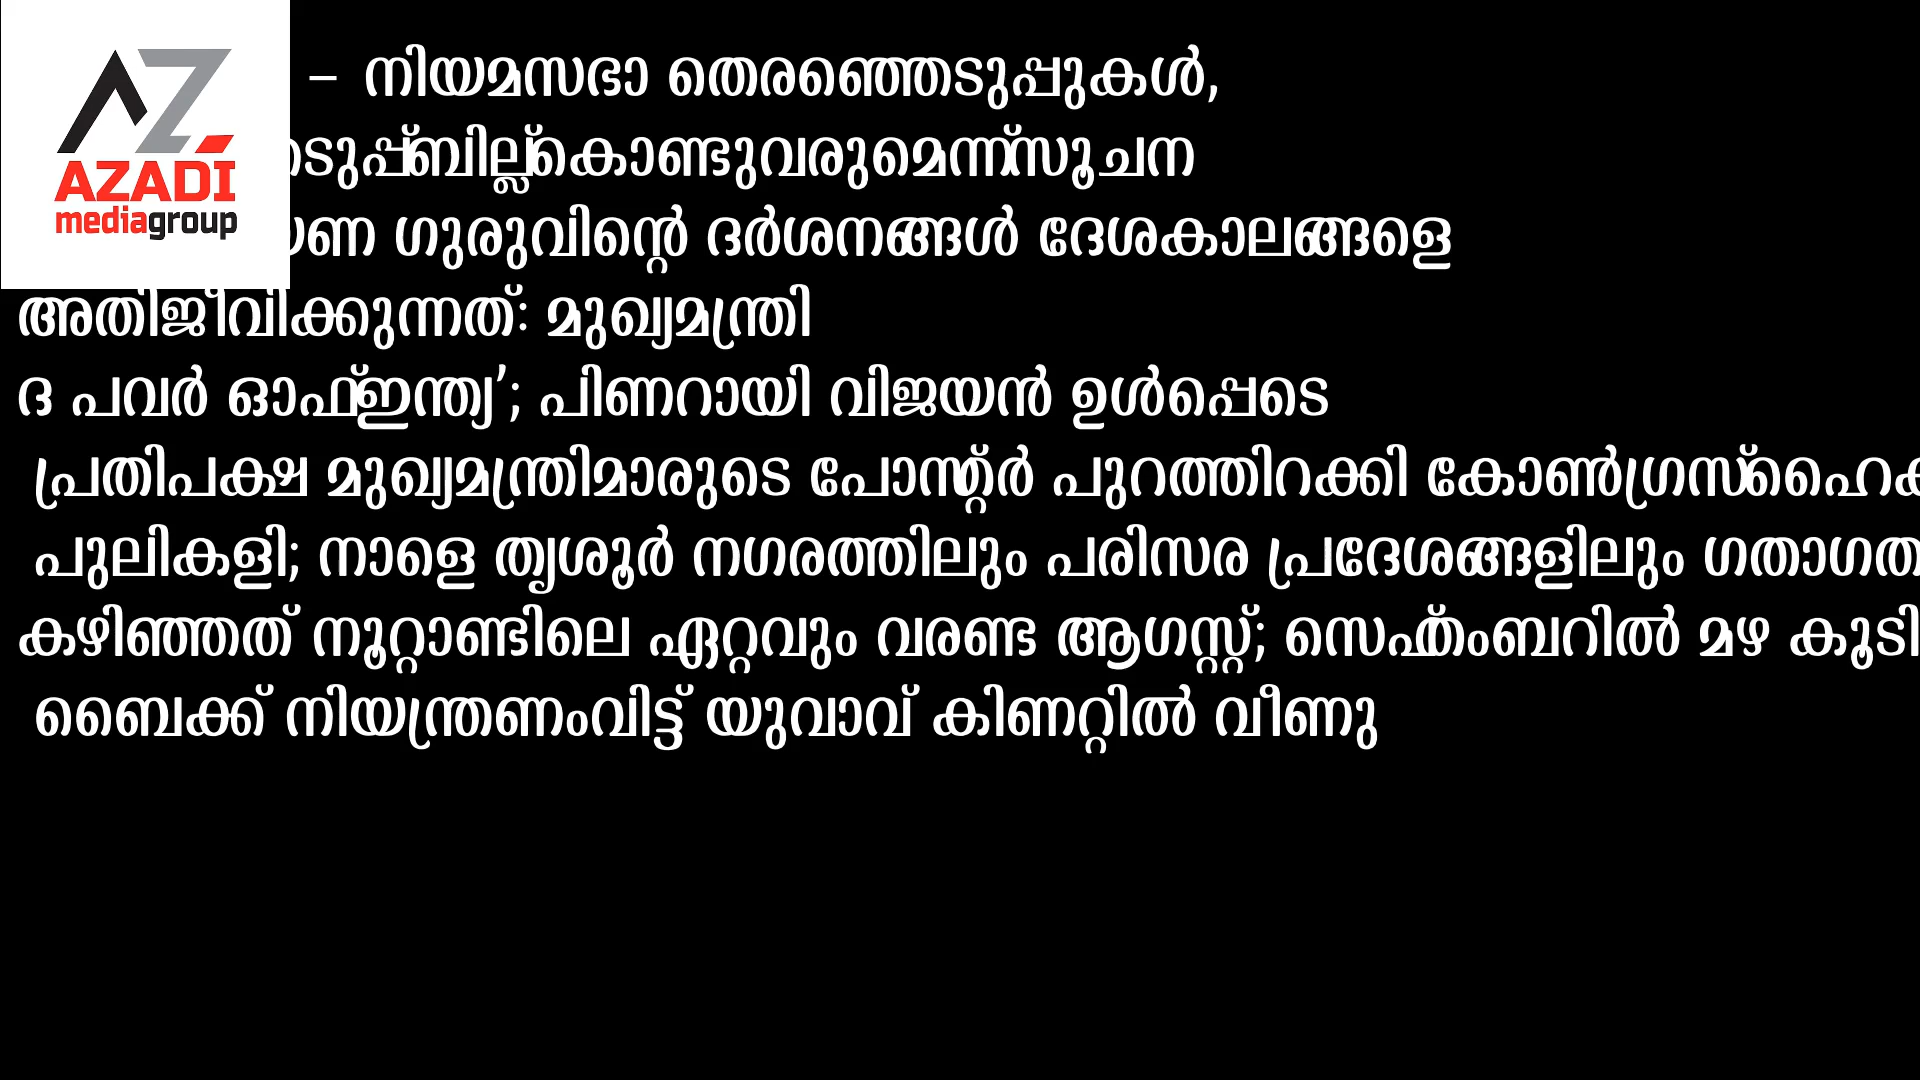 AZ
AZADI
mediagroup
– നിയമസഭാ തെരഞ്ഞെടുപ്പുകൾ,
ബില്ല് കൊണ്ടുവരുമെന്ന് സൂചന
ഗുരുവിന്റെ ദർശനങ്ങൾ ദേശകാലങ്ങളെ
അതിജീവിക്കുന്നത്: മുഖ്യമന്ത്രി
ദ പവർ ഓഫ് ഇന്ത്യ’; പിണറായി വിജയൻ ഉൾപ്പെടെ
പ്രതിപക്ഷ മുഖ്യമന്ത്രിമാരുടെ പോസ്റ്റർ പുറത്തിറക്കി കോൺഗ്രസ്
പുലികളി; നാളെ തൃശൂർ നഗരത്തിലും പരിസര പ്രദേശങ്ങളിലും
കഴിഞ്ഞത് നൂറ്റാണ്ടിലെ ഏറ്റവും വരണ്ട ആഗസ്റ്റ്; സെപ്തംബറിൽ മഴ
ബൈക്ക് നിയന്ത്രണംവിട്ട് യുവാവ് കിണറ്റിൽ വീണു